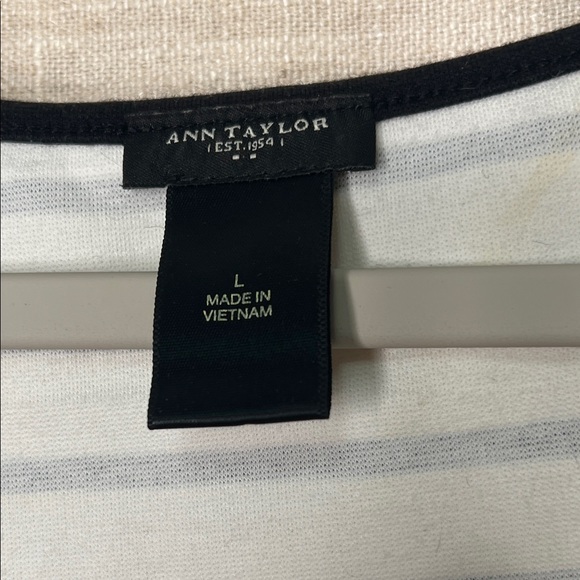 ANN TAYLOR
EST. 1954
L
MADE IN
VIETNAM